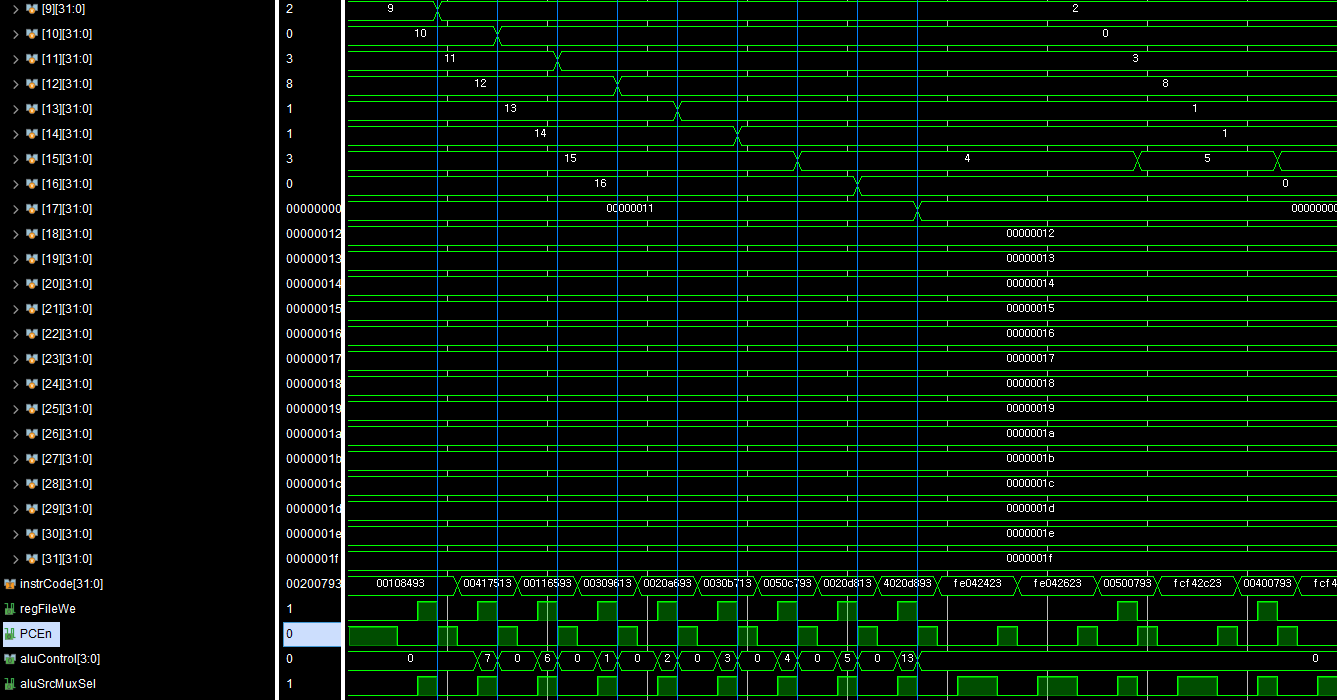 [9][31:0] 2 9 2
[10][31:0] 0 10 0
[11][31:0] 3 11 3
[12][31:0] 8 12 8
[13][31:0] 1 13 1
[14][31:0] 1 14 1
[15][31:0] 3 15 4 5
[16][31:0] 0 16 0
[17][31:0] 00000000 00000011 00000000
[18][31:0] 00000012 00000012
[19][31:0] 00000013 00000013
[20][31:0] 00000014 00000014
[21][31:0] 00000015 00000015
[22][31:0] 00000016 00000016
[23][31:0] 00000017 00000017
[24][31:0] 00000018 00000018
[25][31:0] 00000019 00000019
[26][31:0] 0000001a 0000001a
[27][31:0] 0000001b 0000001b
[28][31:0] 0000001c 0000001c
[29][31:0] 0000001d 0000001d
[30][31:0] 0000001e 0000001e
[31][31:0] 0000001f 0000001f
instrCode[31:0] 00200793 00108493 00417513 00116593 00309613 0020a693 0030b713 0050c793 0020d813 4020d893 fe042423 fe042623 00500793 fcf42c23 00400793 fcf4
regFileWe 1
PCEn 0
aluControl[3:0] 0 0 7 0 6 0 1 0 2 0 3 0 4 0 5 0 13 0
aluSrcMuxSel 1